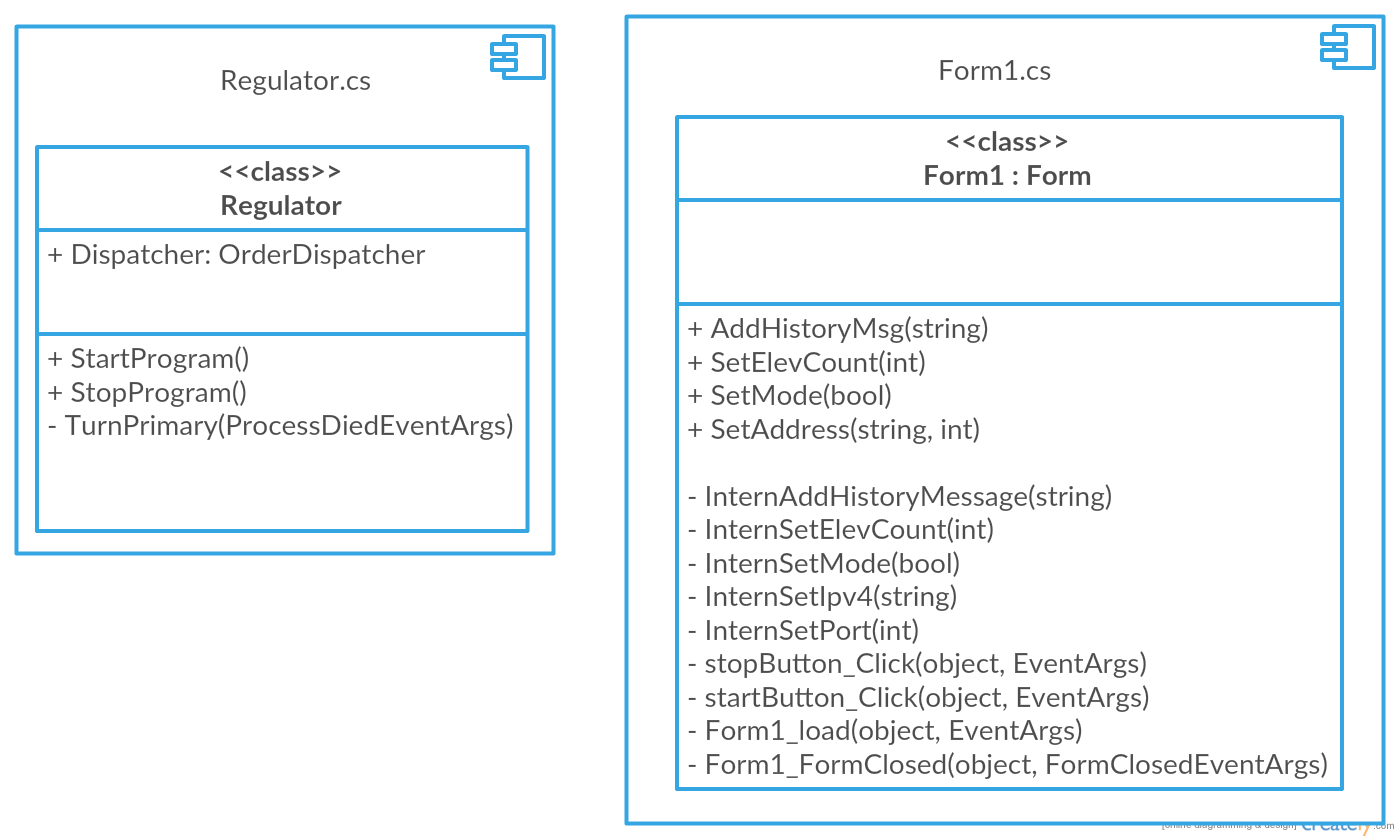 Regulator.cs
<<class>>
Regulator
+ Dispatcher: OrderDispatcher
+ StartProgram()
+ StopProgram()
- TurnPrimary(ProcessDiedEventArgs)
Form1.cs
<<class>>
Form1 : Form
+ AddHistoryMsg(string)
+ SetElevCount(int)
+ SetMode(bool)
+ SetAddress(string, int)
- InternAddHistoryMessage(string)
- InternSetElevCount(int)
- InternSetMode(bool)
- InternSetIpv4(string)
- InternSetPort(int)
- stopButton_Click(object, EventArgs)
- startButton_Click(object, EventArgs)
- Form1_load(object, EventArgs)
- Form1_FormClosed(object, FormClosedEventArgs)
[online diagramming & design] Creately.com